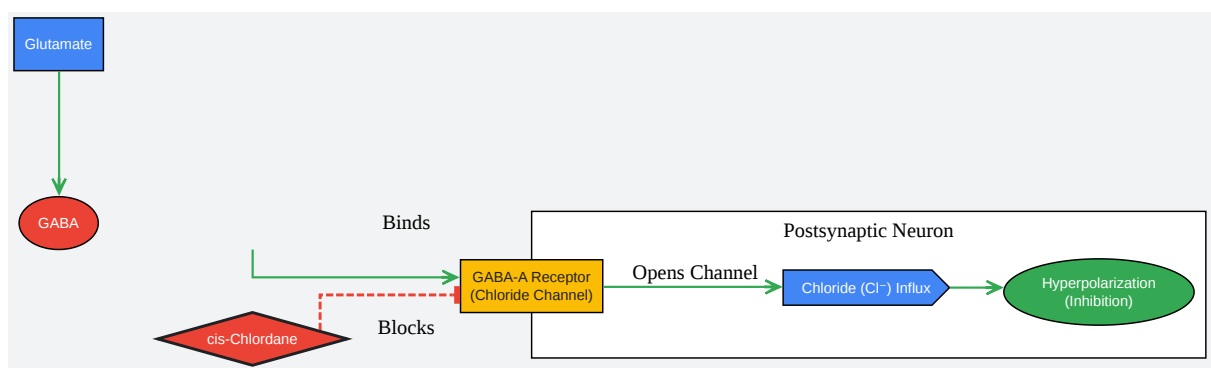 Glutamate
GABA
Binds
Postsynaptic Neuron
GABA-A Receptor
(Chloride Channel)
Opens Channel
Chloride (Cl⁻) Influx
Hyperpolarization
(Inhibition)
Blocks
cis-Chlordane